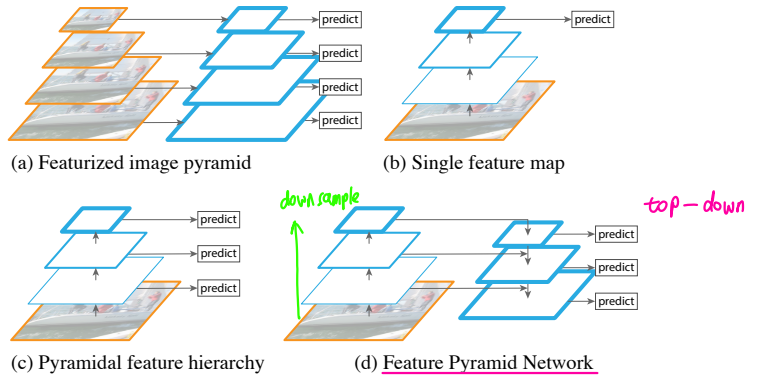 predict
predict
predict
predict
predict
(a) Featurized image pyramid
(b) Single feature map
down sample
top-down
predict
predict
predict
predict
predict
predict
(c) Pyramidal feature hierarchy
(d) Feature Pyramid Network